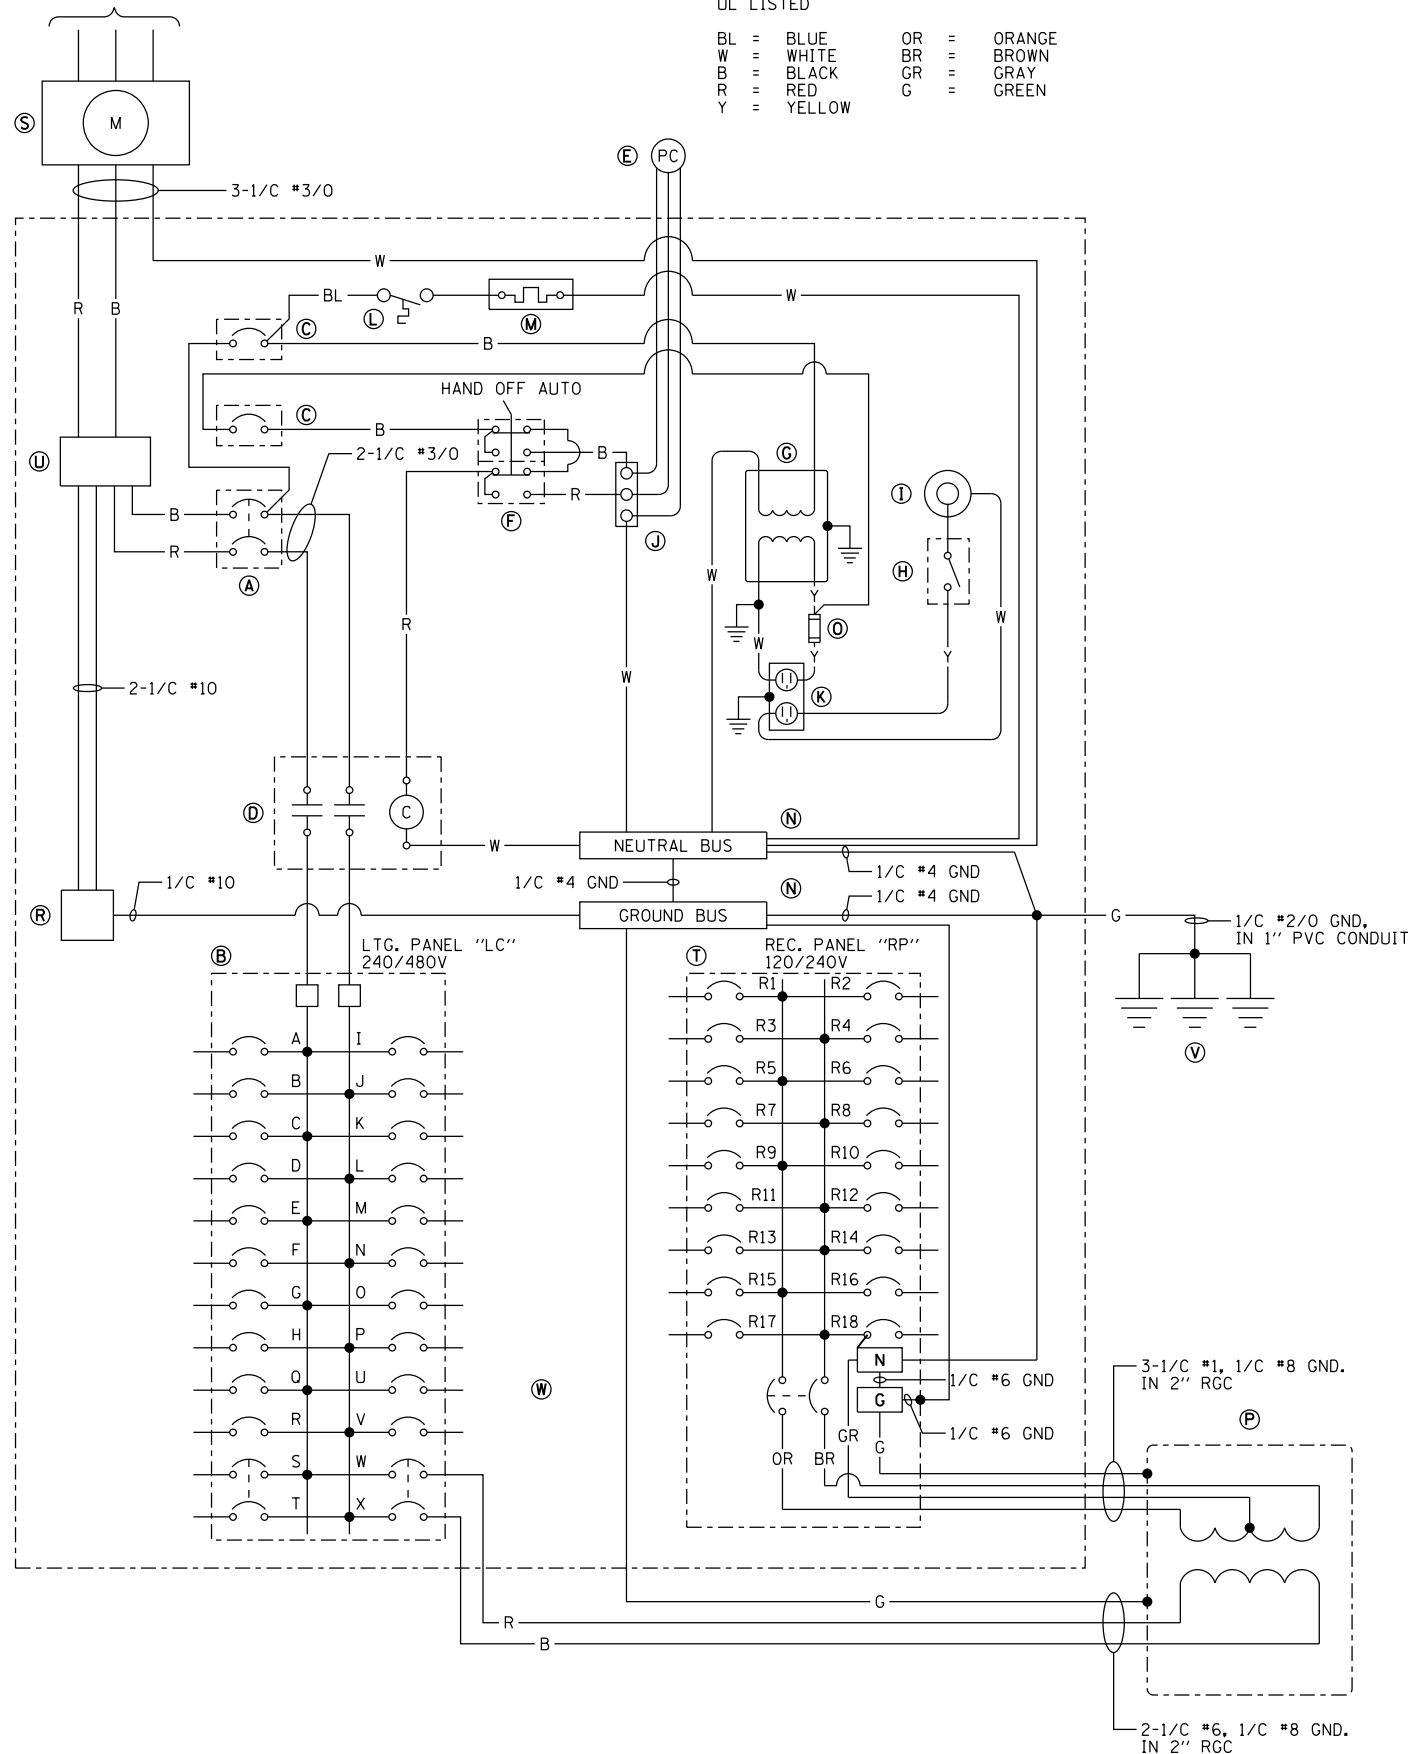 UL LISTED
BL = BLUE OR = ORANGE
W = WHITE BR = BROWN
B = BLACK GR = GRAY
R = RED G = GREEN
Y = YELLOW
S
M
E
PC
3-1/C #3/0
W
BL
W
R
B
L
M
C
B
HAND OFF AUTO
C
B
2-1/C #3/0
B
G
U
I
B
R
F
J
R
A
H
W
Y
W
R
O
W
Y
Y
W
K
2-1/C #10
D
C
N
W
NEUTRAL BUS
1/C #4 GND
1/C #10
1/C #4 GND
N
1/C #4 GND
R
GROUND BUS
G
1/C #2/0 GND,
IN 1" PVC CONDUIT
B
LTG. PANEL "LC"
240/480V
T
REC. PANEL "RP"
120/240V
V
R1 R2
R3 R4
R5 R6
R7 R8
R9 R10
R11 R12
R13 R14
R15 R16
R17 R18
A I
B J
C K
D L
E M
F N
G O
H P
Q U
R V
S W
T X
W
N
1/C #6 GND
G
1/C #6 GND
OR
BR
GR
G
3-1/C #1, 1/C #8 GND.
IN 2" RGC
P
G
R
B
2-1/C #6, 1/C #8 GND.
IN 2" RGC